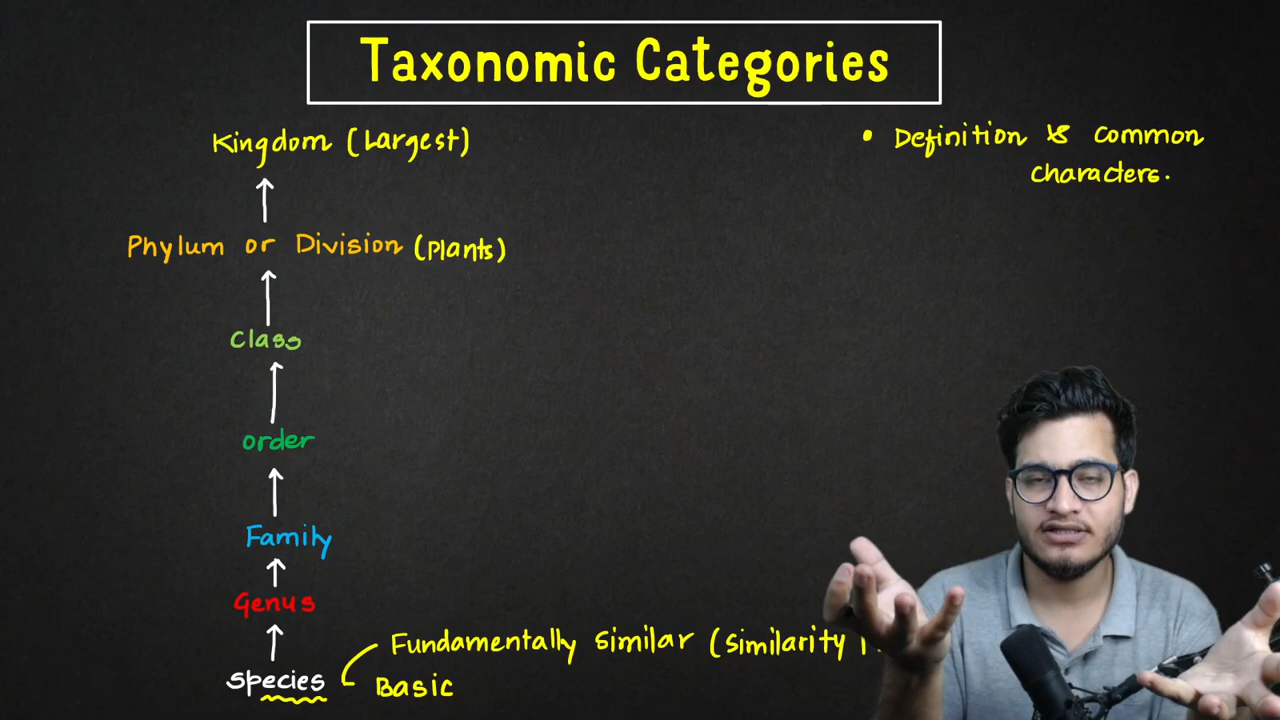 Taxonomic Categories
Kingdom (Largest)
• Definition & Common
Characters.
Phylum or Division (Plants)
Class
order
Family
Genus
Species
Fundamentally similar (similarity
Basic